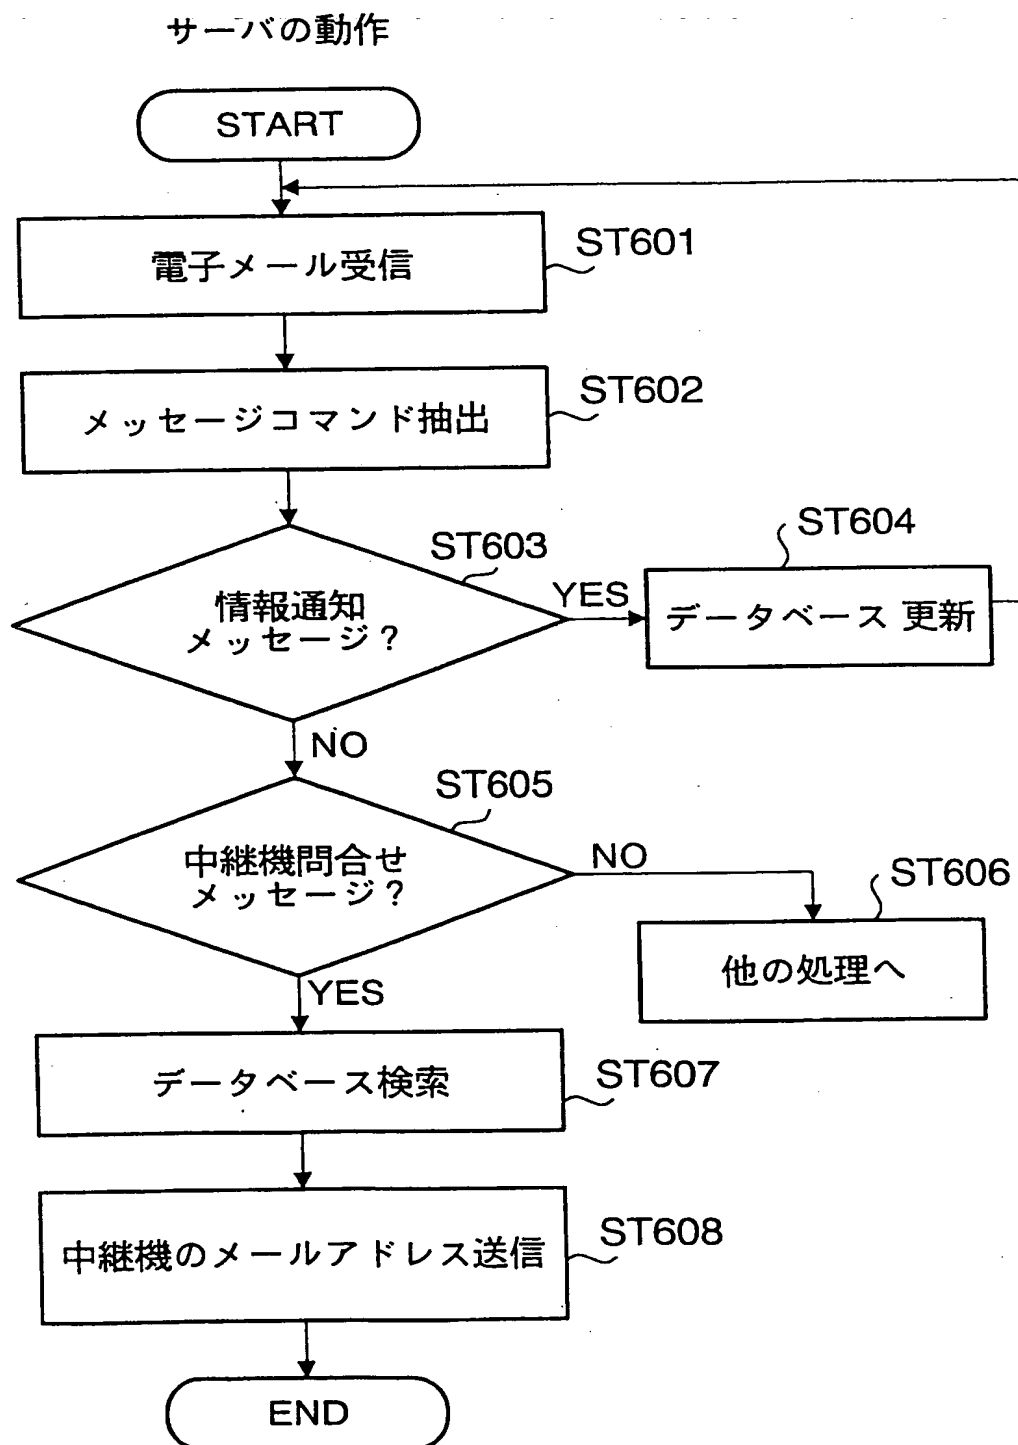 サーバの動作
START
電子メール受信
ST601
メッセージコマンド抽出
ST602
ST603
情報通知
メッセージ?
YES
ST604
データベース 更新
NO
ST605
中継機問合せ
メッセージ?
NO
ST606
他の処理へ
YES
データベース検索
ST607
中継機のメールアドレス送信
ST608
END